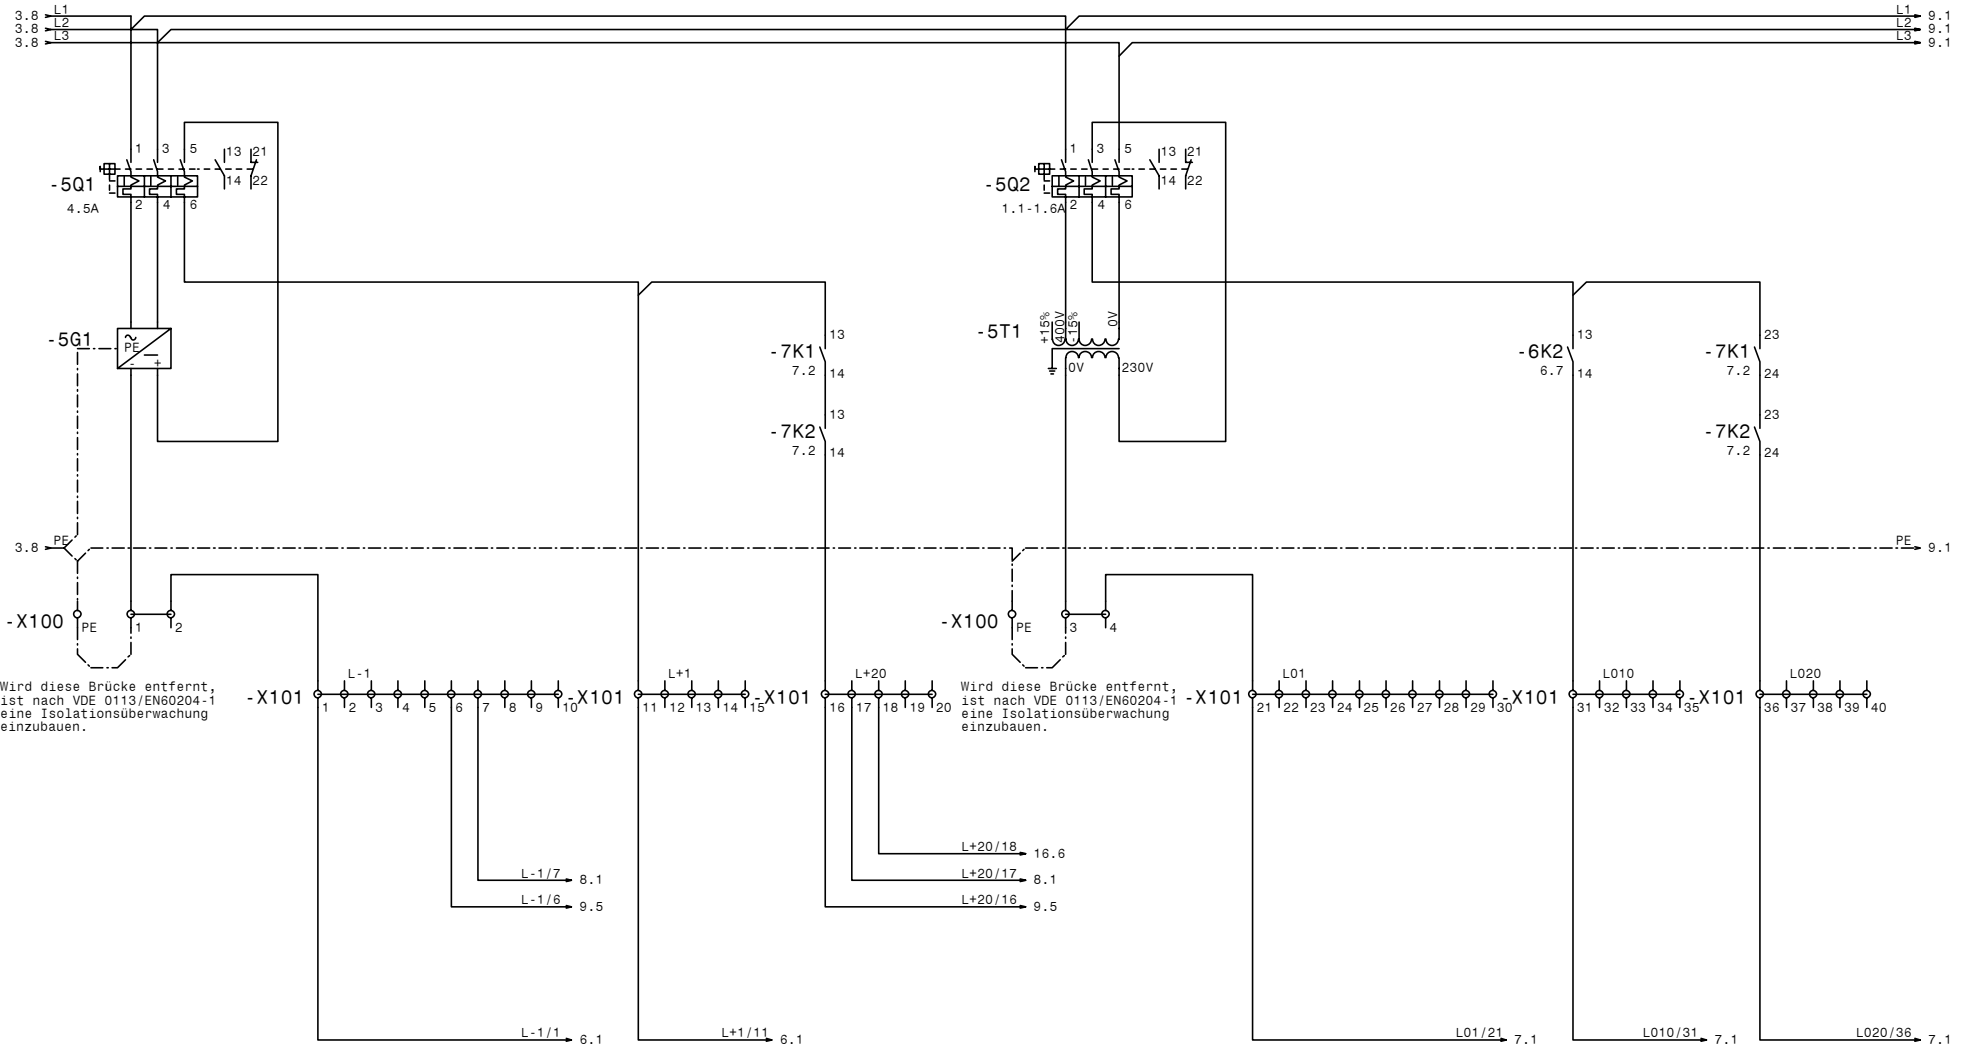 3.8 L1 L1 9.1
3.8 L2 L2 9.1
3.8 L3 L3 9.1
1 3 5 13 21
-5Q1 14 22
4.5A 2 4 6
1 3 5 13 21
-5Q2 14 22
1.1-1.6A 2 4 6
-5G1 ~ PE - +
-5T1 +15% 400V -15% 0V
0V 230V
13
-7K1
7.2 14
13
-7K2
7.2 14
13
-6K2
6.7 14
23
-7K1
7.2 24
23
-7K2
7.2 24
3.8 PE PE 9.1
-X100 PE 1 2
-X100 PE 3 4
Wird diese Brücke entfernt,
ist nach VDE 0113/EN60204-1
eine Isolationsüberwachung
einzubauen.
L-1
-X101 1 2 3 4 5 6 7 8 9 10
L+1
-X101 11 12 13 14 15
L+20
-X101 16 17 18 19 20
Wird diese Brücke entfernt,
ist nach VDE 0113/EN60204-1
eine Isolationsüberwachung
einzubauen.
L01
-X101 21 22 23 24 25 26 27 28 29 30
L010
-X101 31 32 33 34 35
L020
-X101 36 37 38 39 40
L+20/18 16.6
L-1/7 8.1
L+20/17 8.1
L-1/6 9.5
L+20/16 9.5
L-1/1 6.1
L+1/11 6.1
L01/21 7.1
L010/31 7.1
L020/36 7.1